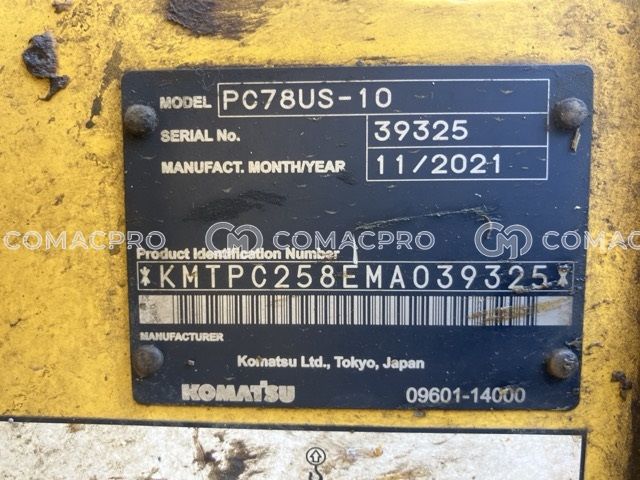 MODEL PC78US-10
SERIAL No. 39325
MANUFACT. MONTH/YEAR 11/2021
COMACPRO COMACPRO COMACPRO
Product Identification Number
*KMTPC258EMA039325*
MANUFACTURER
Komatsu Ltd., Tokyo, Japan
KOMATSU 09601-14000